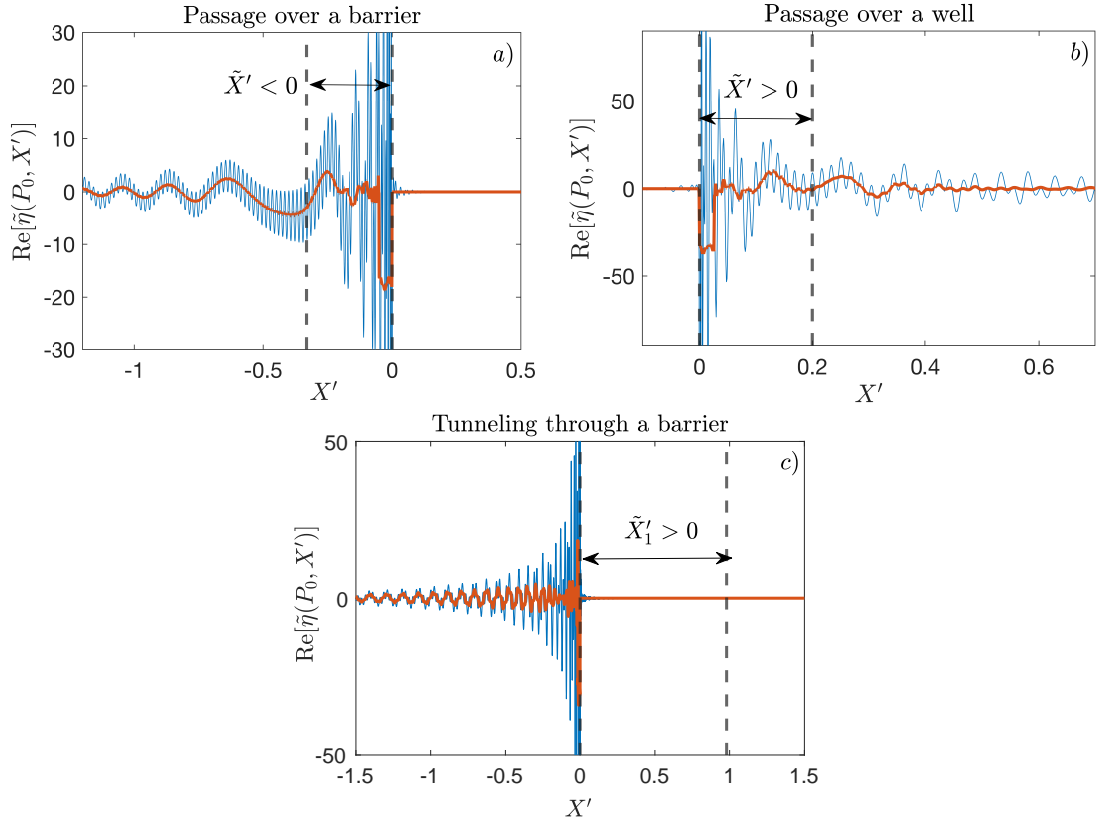 Passage over a barrier
a)
30
20
10
0
-10
-20
-30
X̃′ < 0
Re[η̃(P₀, X′)]
-1 -0.5 0 0.5
X′
Passage over a well
b)
50
0
-50
X̃′ > 0
Re[η̃(P₀, X′)]
0 0.2 0.4 0.6
X′
Tunneling through a barrier
c)
50
0
-50
X̃′₁ > 0
Re[η̃(P₀, X′)]
-1.5 -1 -0.5 0 0.5 1 1.5
X′